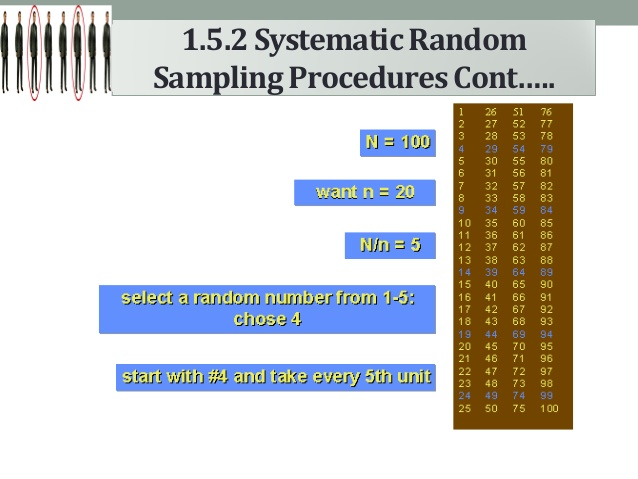 1.5.2 Systematic Random
Sampling Procedures Cont.....
N = 100
want n = 20
N/n = 5
select a random number from 1-5:
chose 4
start with #4 and take every 5th unit
1 26 51 76
2 27 52 77
3 28 53 78
4 29 54 79
5 30 55 80
6 31 56 81
7 32 57 82
8 33 58 83
9 34 59 84
10 35 60 85
11 36 61 86
12 37 62 87
13 38 63 88
14 39 64 89
15 40 65 90
16 41 66 91
17 42 67 92
18 43 68 93
19 44 69 94
20 45 70 95
21 46 71 96
22 47 72 97
23 48 73 98
24 49 74 99
25 50 75 100